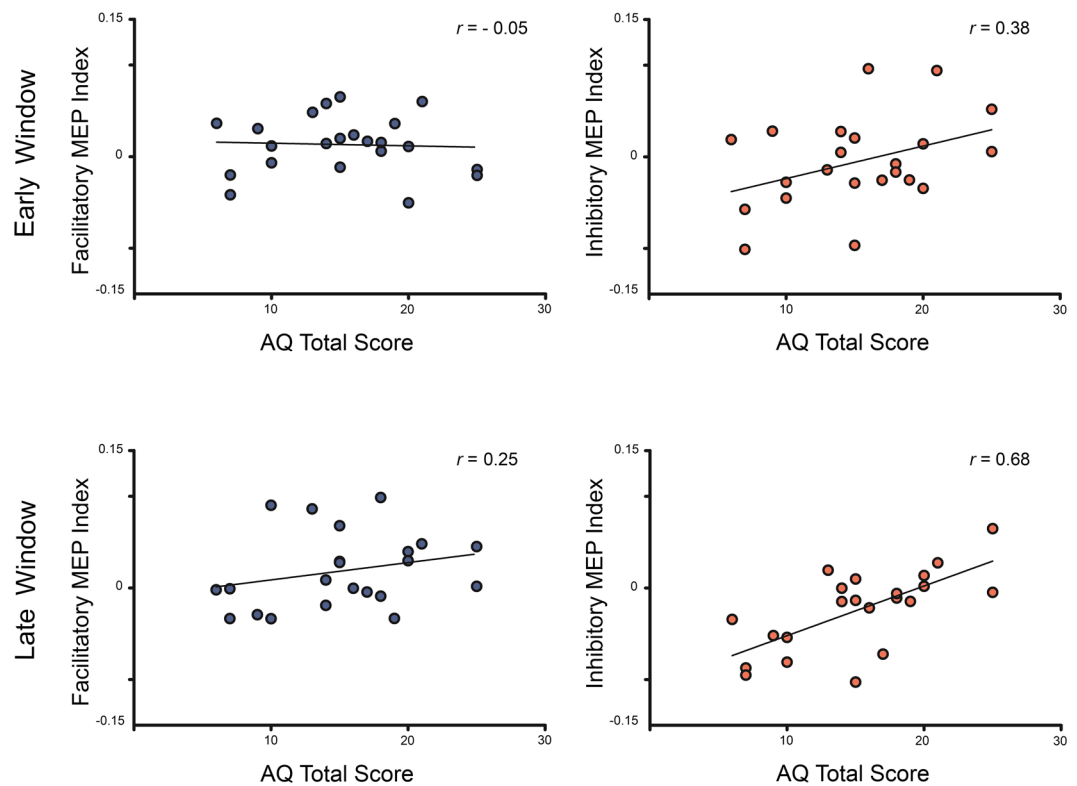 Early Window
Facilitatory MEP Index
0.15
0
-0.15
r = - 0.05
10
20
30
AQ Total Score
Inhibitory MEP Index
0.15
0
-0.15
r = 0.38
10
20
30
AQ Total Score
Late Window
Facilitatory MEP Index
0.15
0
-0.15
r = 0.25
10
20
30
AQ Total Score
Inhibitory MEP Index
0.15
0
-0.15
r = 0.68
10
20
30
AQ Total Score